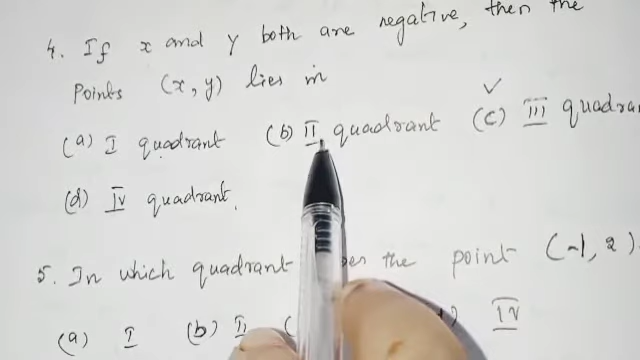 4. If x and y both are negative, then the
Points (x, y) lies in
(a) I quadrant (b) II quadrant (c) III
(d) IV quadrant.
5. In which quadrant the point (-1, 2)
(a) I (b) II IV